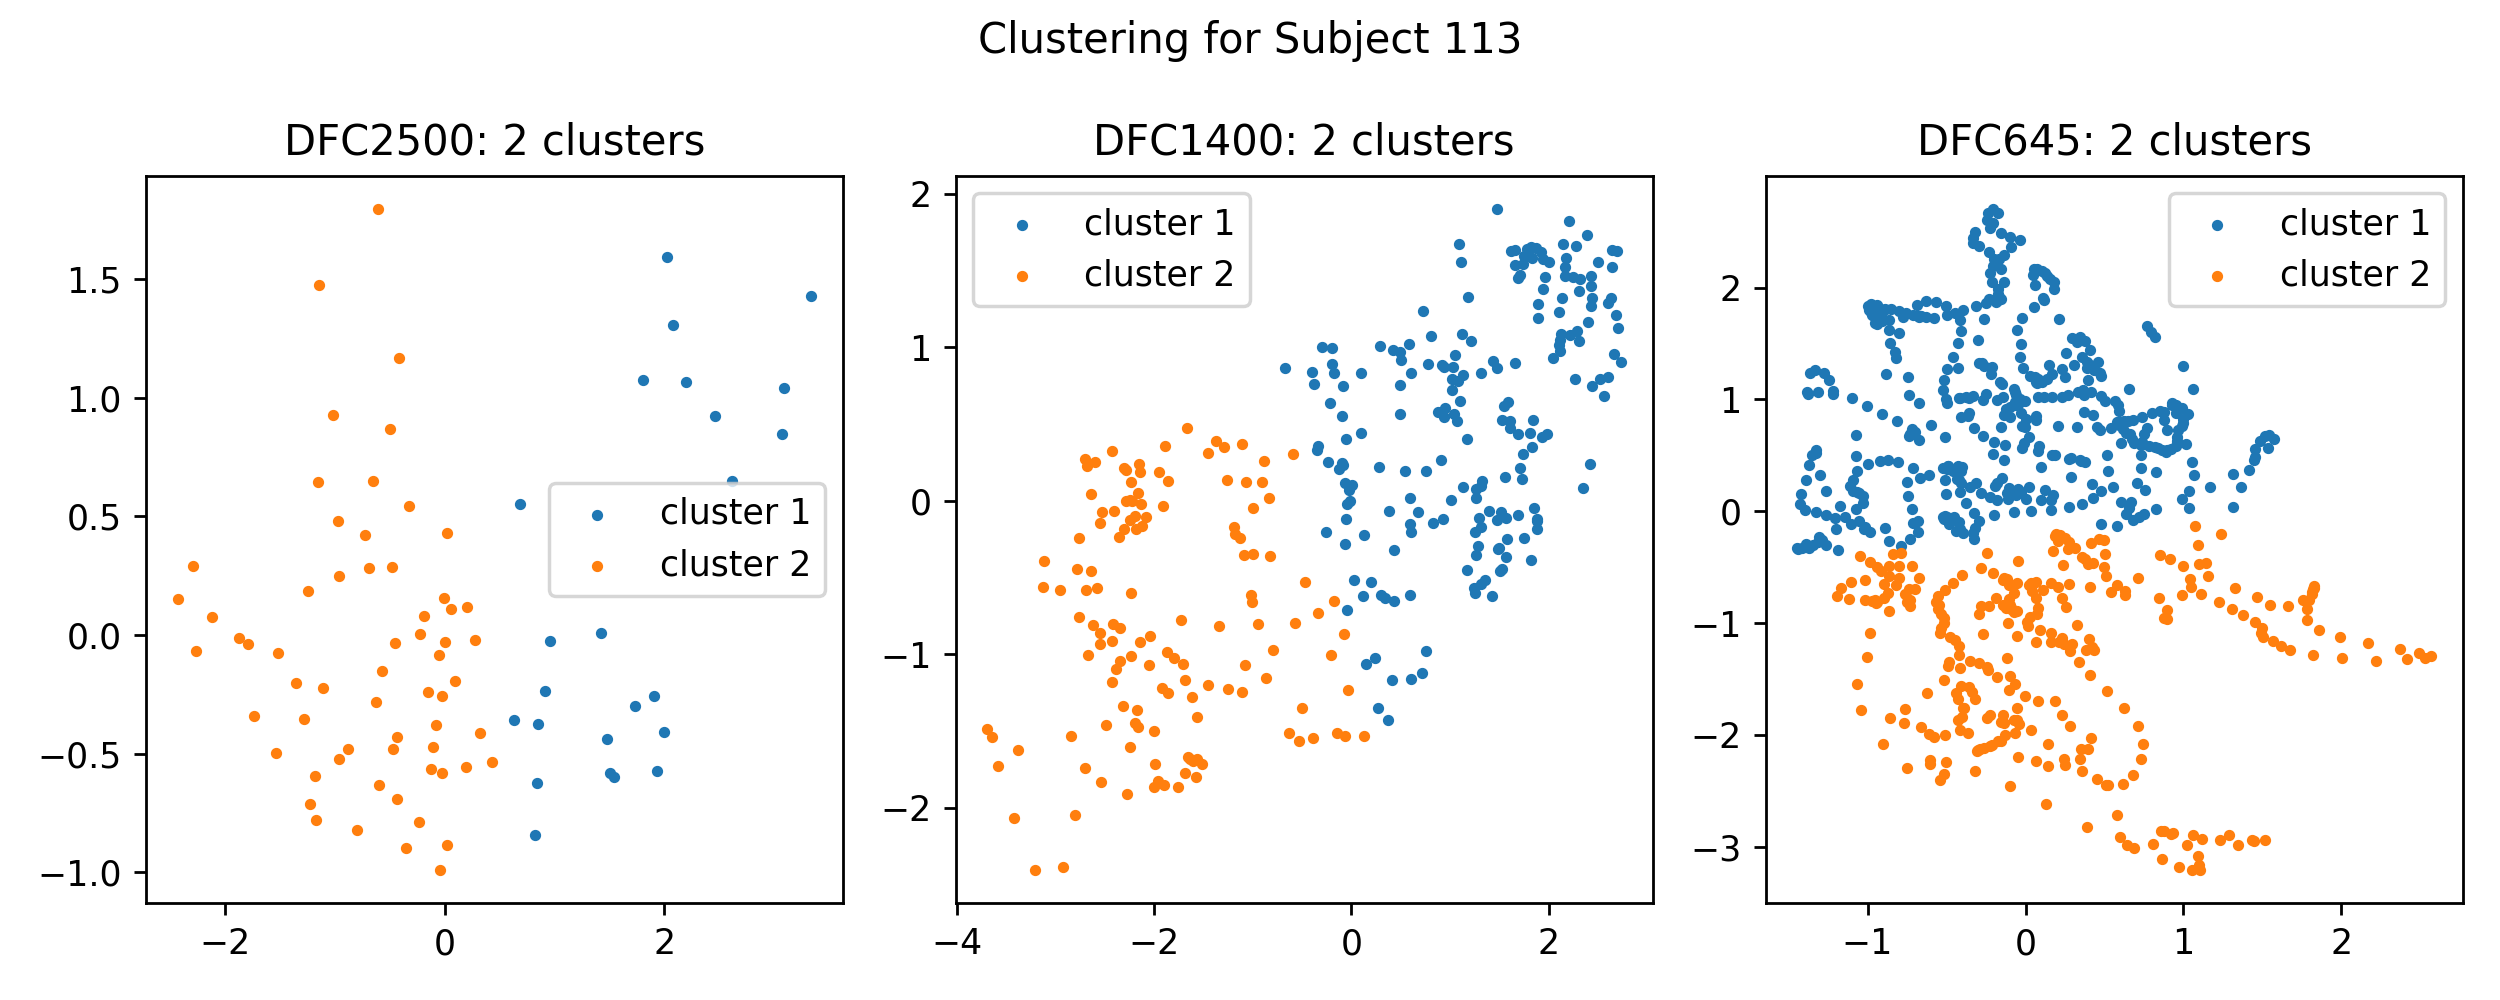 Clustering for Subject 113
DFC2500: 2 clusters
1.5
1.0
0.5
0.0
−0.5
−1.0
−2
0
2
cluster 1
cluster 2
DFC1400: 2 clusters
2
1
0
−1
−2
−4
−2
0
2
cluster 1
cluster 2
DFC645: 2 clusters
2
1
0
−1
−2
−3
−1
0
1
2
cluster 1
cluster 2